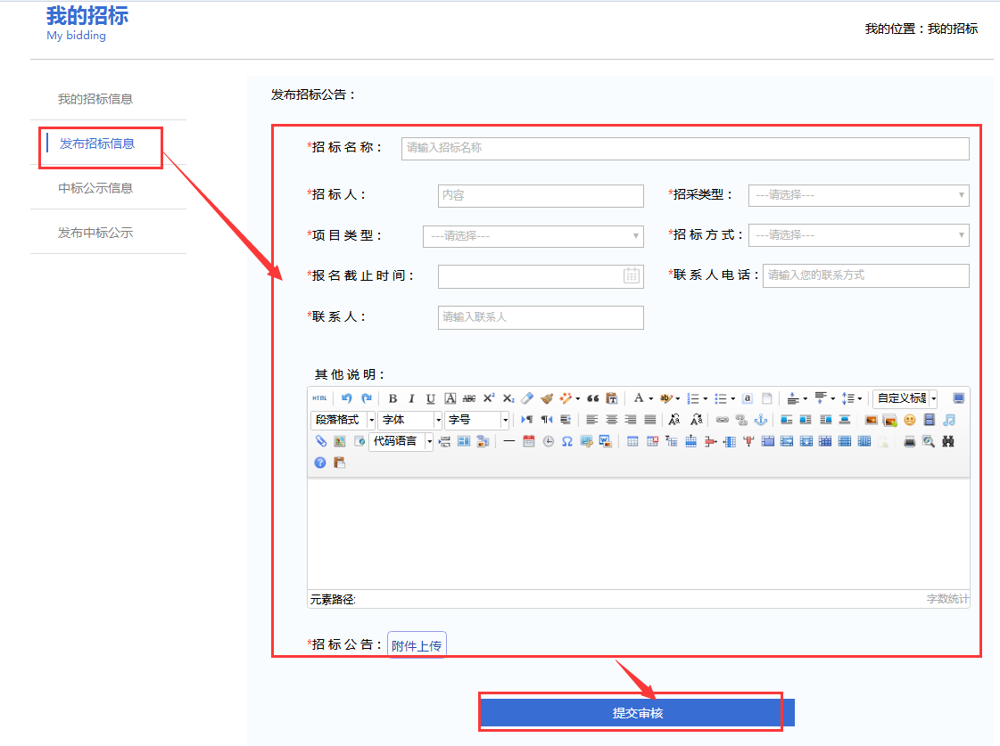 我的招标
My bidding
我的位置：我的招标
我的招标信息
发布招标信息
中标公示信息
发布中标公示
发布招标公告：
*招标名称： 请输入招标名称
*招标人： 内容 *招采类型： ---请选择---
*项目类型： ---请选择--- *招标方式： ---请选择---
*报名截止时间： *联系人电话： 请输入您的联系方式
*联系人： 请输入联系人
其他说明：
HTML B I U A ABC X² X₂ A ab a 自定义标题
段落格式 字体 字号
代码语言
元素路径: 字数统计
*招标公告： 附件上传
提交审核